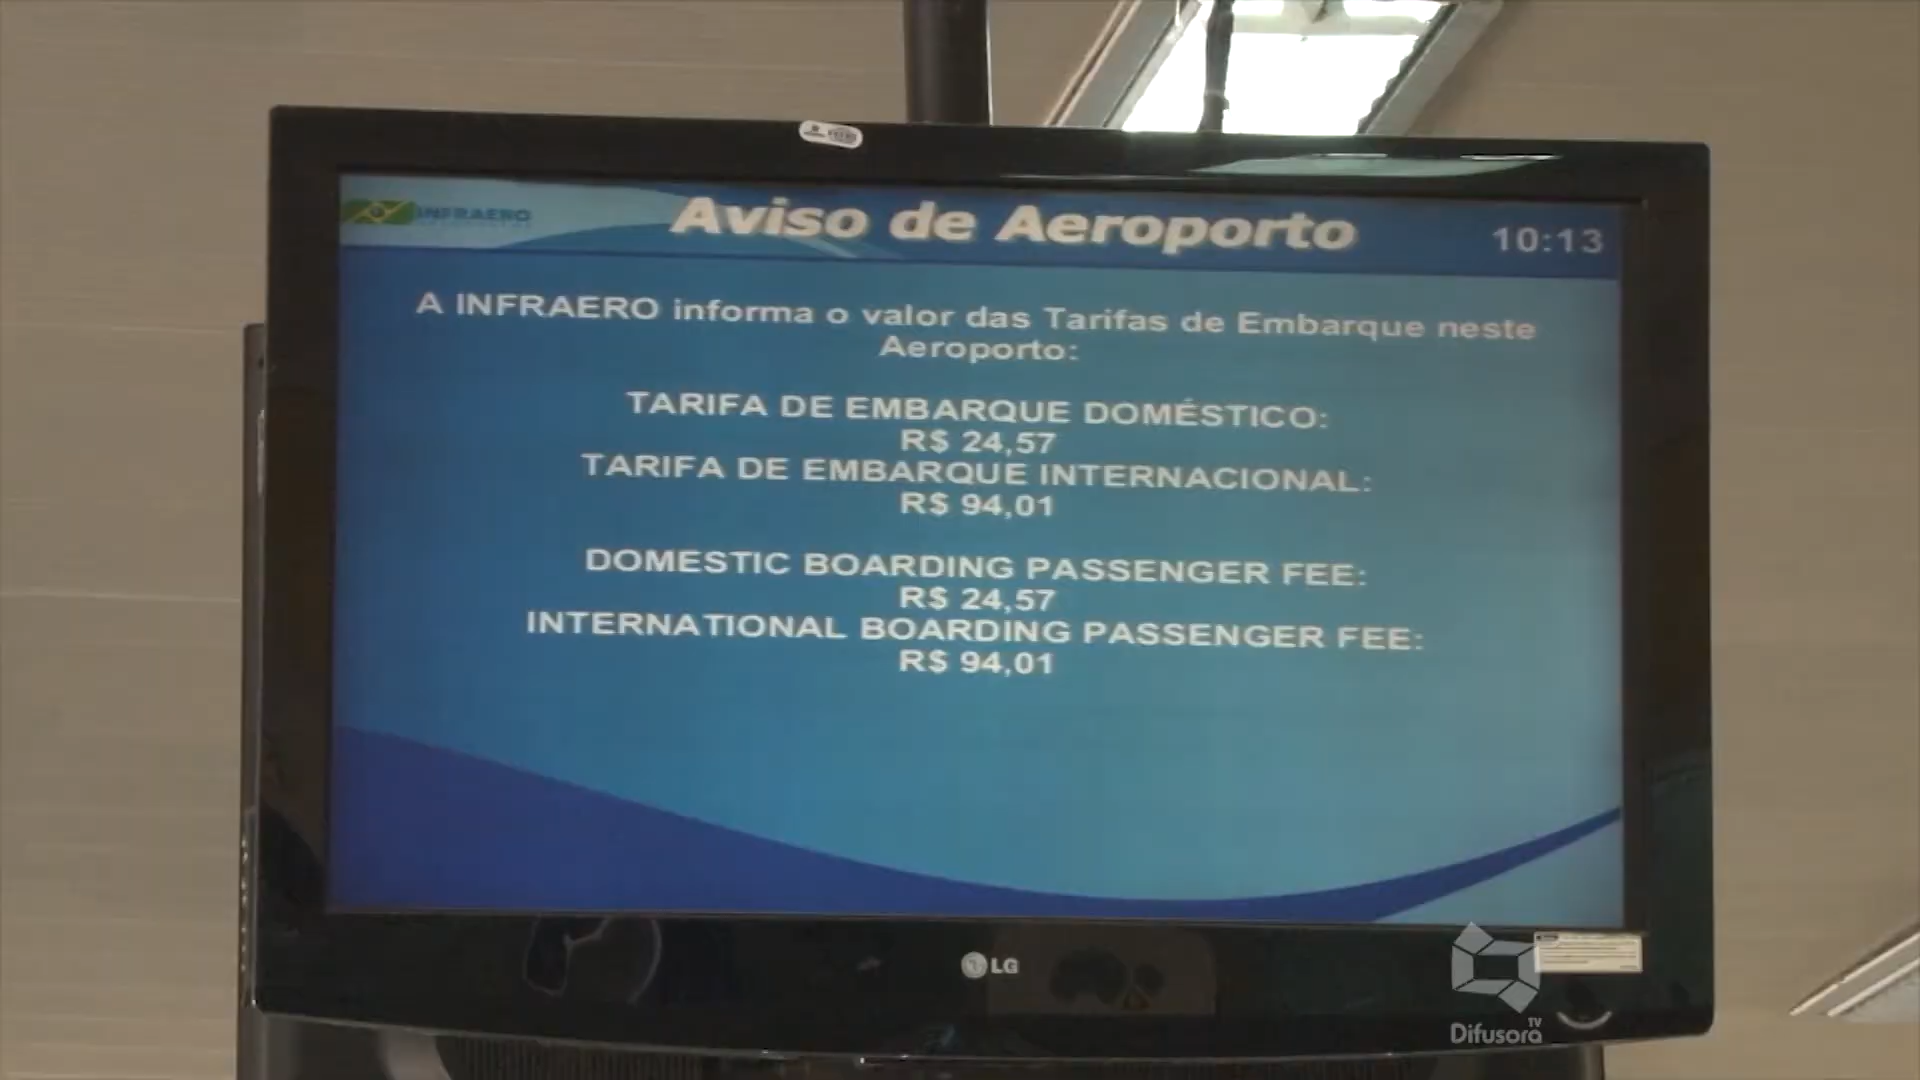 INFRAERO
Aviso de Aeroporto
10:13
A INFRAERO informa o valor das Tarifas de Embarque neste
Aeroporto:
TARIFA DE EMBARQUE DOMÉSTICO:
R$ 24,57
TARIFA DE EMBARQUE INTERNACIONAL:
R$ 94,01
DOMESTIC BOARDING PASSENGER FEE:
R$ 24,57
INTERNATIONAL BOARDING PASSENGER FEE:
R$ 94,01
LG
TV
Difusora